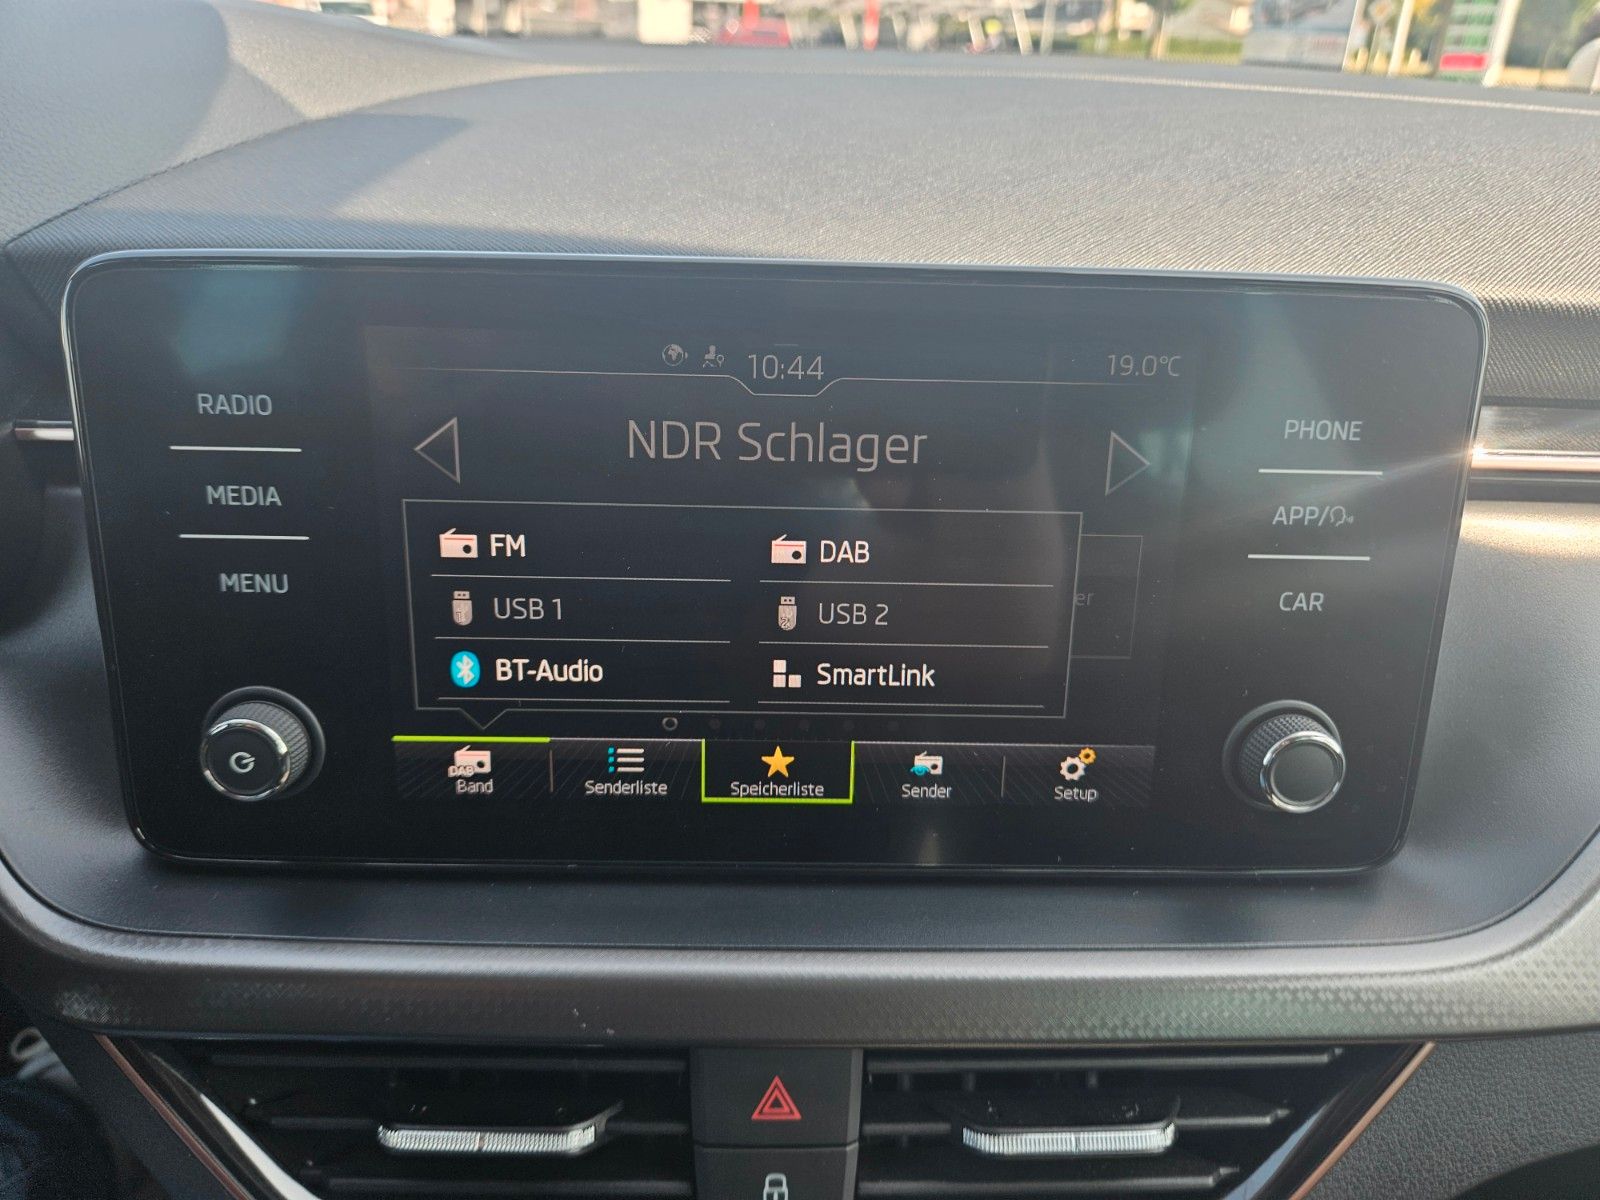 10:44
19.0°C
NDR Schlager
RADIO
MEDIA
MENU
PHONE
APP/
CAR
FM
DAB
USB 1
USB 2
BT-Audio
SmartLink
DAB
Band
Senderliste
Speicherliste
Sender
Setup